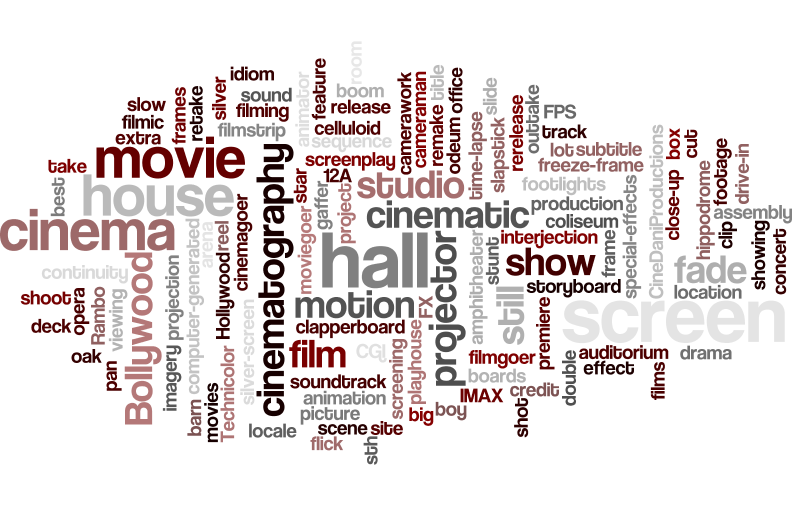 room
idiom
slow
filmic
extra
frames
retake
silver
sound
filming
filmstrip
animator
feature
boom
release
celluloid
sequence
camerawork
cameraman
remake
title
odeum
office
slide
slapstick
time-lapse
rerelease
outtake
FPS
track
lot
subtitle
freeze-frame
box
cut
footage
drive-in
take
movie
screenplay
12A
star
best
house
cinema
cinematography
cinemagoer
arena
moviegoer
gaffer
project
studio
cinematic
footlights
production
coliseum
interjection
special-effects
frame
CineDaniProductions
close-up
hippodrome
clip
assembly
showing
concert
continuity
shoot
deck
opera
oak
Rambo
viewing
pan
Bollywood
projection
imagery
computer-generated
Hollywood
reel
silver-screen
hall
motion
clapperboard
FX
projector
amphitheater
stunt
still
show
storyboard
fade
location
screen
film
CGI
screening
playhouse
filmgoer
boards
premiere
auditorium
effect
drama
double
films
barn
movies
Technicolor
soundtrack
animation
picture
locale
scene
site
flick
sth
big
boy
IMAX
credit
shot